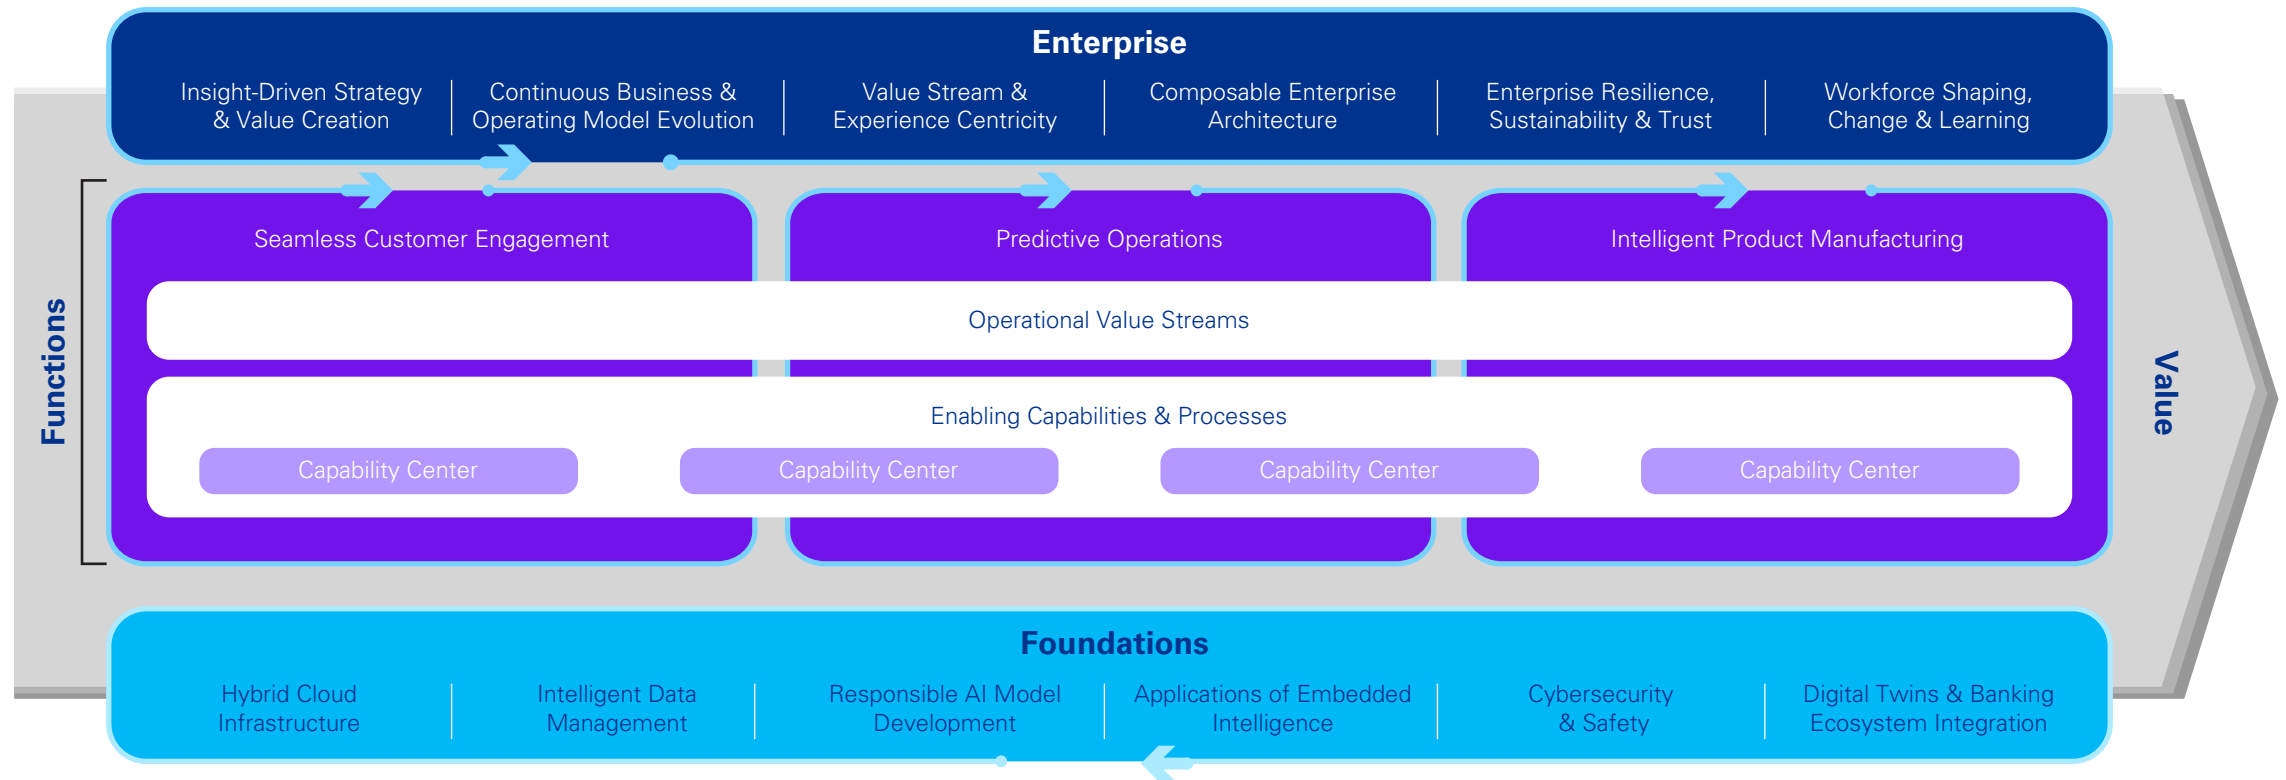 Enterprise
Insight-Driven Strategy
& Value Creation
Continuous Business &
Operating Model Evolution
Value Stream &
Experience Centricity
Composable Enterprise
Architecture
Enterprise Resilience,
Sustainability & Trust
Workforce Shaping,
Change & Learning
Functions
Seamless Customer Engagement
Predictive Operations
Intelligent Product Manufacturing
Operational Value Streams
Enabling Capabilities & Processes
Capability Center
Capability Center
Capability Center
Capability Center
Value
Foundations
Hybrid Cloud
Infrastructure
Intelligent Data
Management
Responsible AI Model
Development
Applications of Embedded
Intelligence
Cybersecurity
& Safety
Digital Twins & Banking
Ecosystem Integration